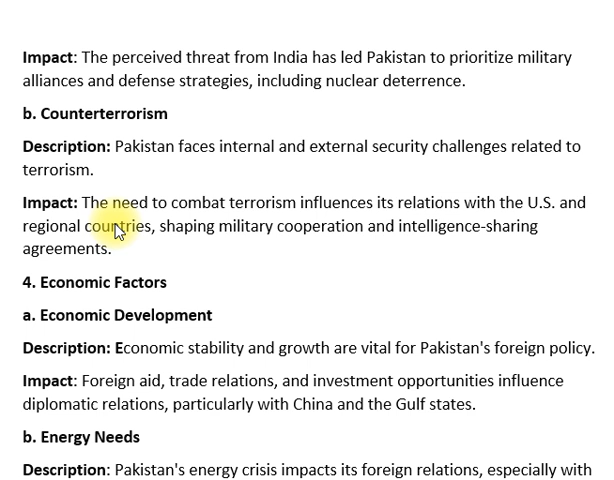 Impact: The perceived threat from India has led Pakistan to prioritize military
alliances and defense strategies, including nuclear deterrence.
b. Counterterrorism
Description: Pakistan faces internal and external security challenges related to
terrorism.
Impact: The need to combat terrorism influences its relations with the U.S. and
regional countries, shaping military cooperation and intelligence-sharing
agreements.
4. Economic Factors
a. Economic Development
Description: Economic stability and growth are vital for Pakistan's foreign policy.
Impact: Foreign aid, trade relations, and investment opportunities influence
diplomatic relations, particularly with China and the Gulf states.
b. Energy Needs
Description: Pakistan's energy crisis impacts its foreign relations, especially with